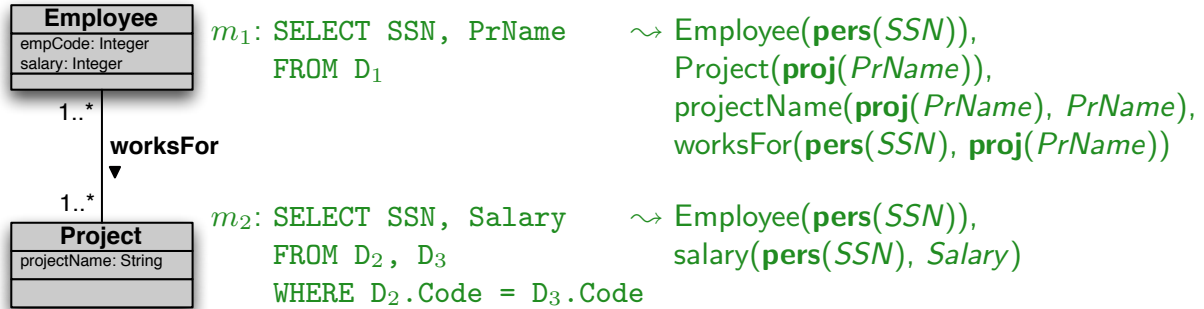 Employee
empCode: Integer
salary: Integer
1..*
worksFor
1..*
Project
projectName: String
m₁: SELECT SSN, PrName ⇝ Employee(pers(SSN)),
FROM D₁ Project(proj(PrName)),
projectName(proj(PrName), PrName),
worksFor(pers(SSN), proj(PrName))
m₂: SELECT SSN, Salary ⇝ Employee(pers(SSN)),
FROM D₂, D₃ salary(pers(SSN), Salary)
WHERE D₂.Code = D₃.Code